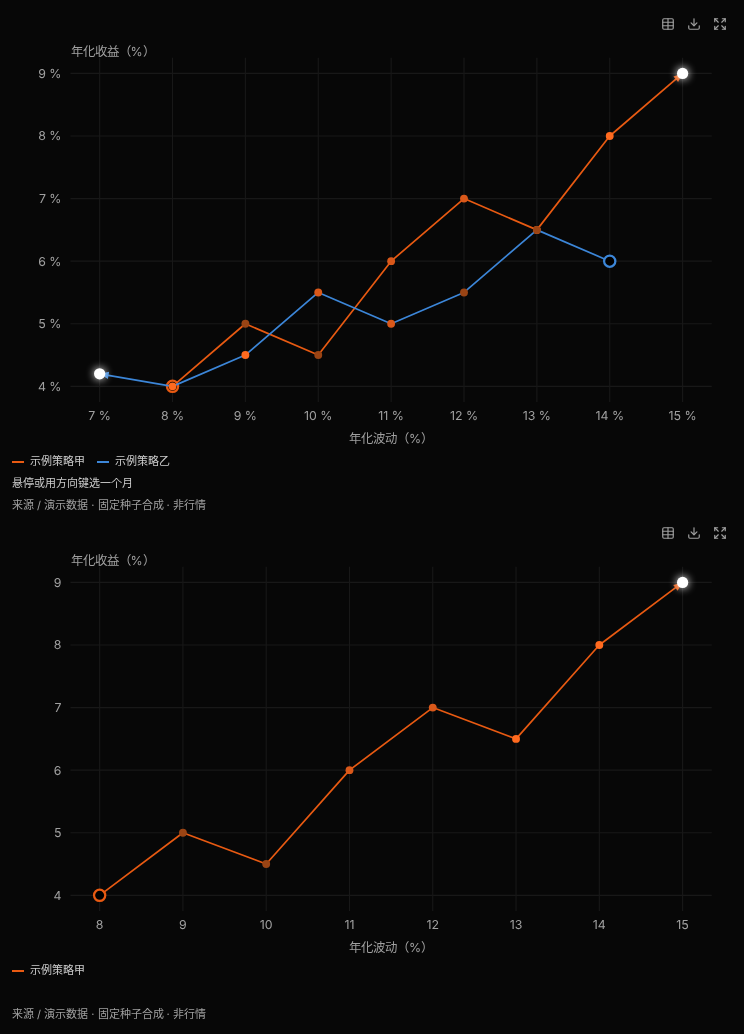 年化收益（%）
9 %
8 %
7 %
6 %
5 %
4 %
7 % 8 % 9 % 10 % 11 % 12 % 13 % 14 % 15 %
年化波动（%）
示例策略甲 示例策略乙
悬停或用方向键选一个月
来源 / 演示数据 · 固定种子合成 · 非行情
年化收益（%）
9
8
7
6
5
4
8 9 10 11 12 13 14 15
年化波动（%）
示例策略甲
来源 / 演示数据 · 固定种子合成 · 非行情